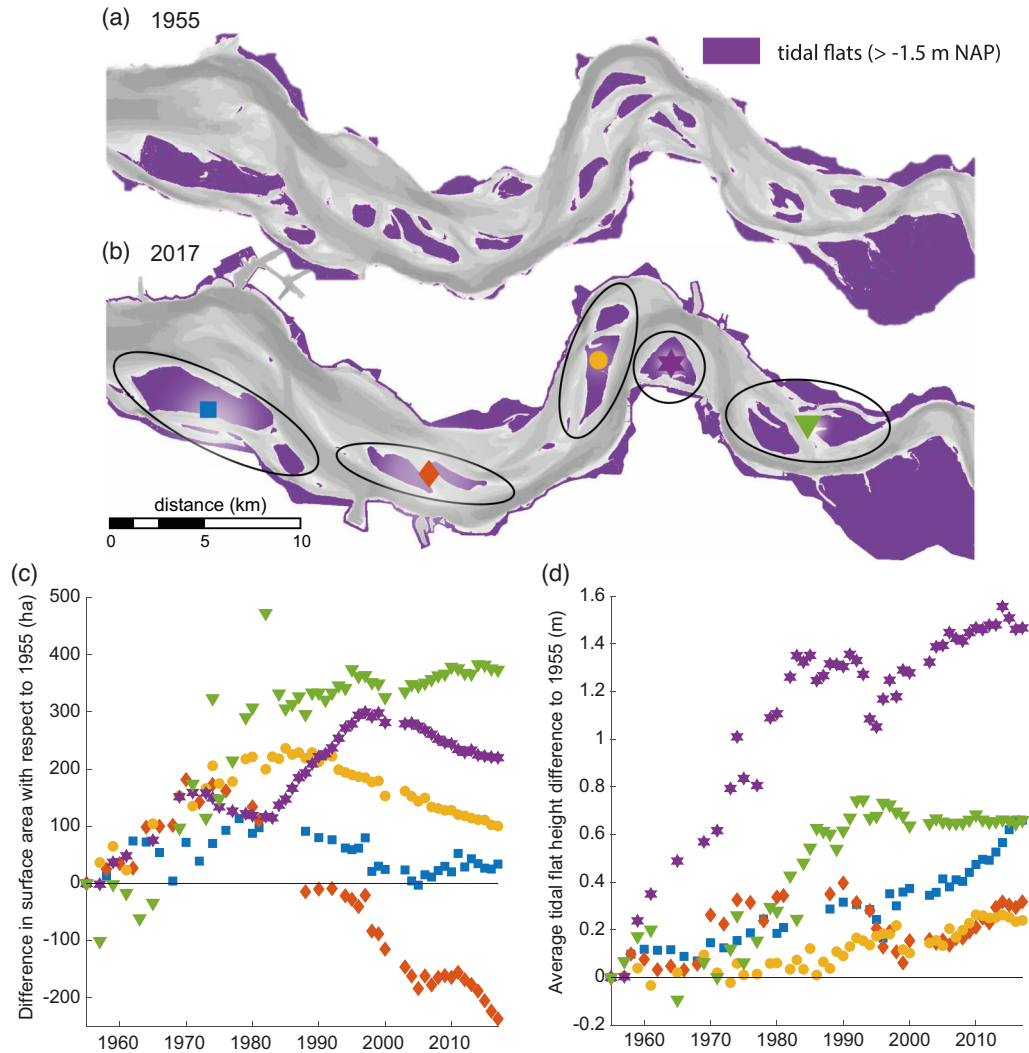 (a) 1955
tidal flats (> -1.5 m NAP)
(b) 2017
distance (km)
0 5 10
(c)
Difference in surface area with respect to 1955 (ha)
500
400
300
200
100
0
-100
-200
1960 1970 1980 1990 2000 2010
(d)
Average tidal flat height difference to 1955 (m)
1.6
1.4
1.2
1
0.8
0.6
0.4
0.2
0
-0.2
1960 1970 1980 1990 2000 2010